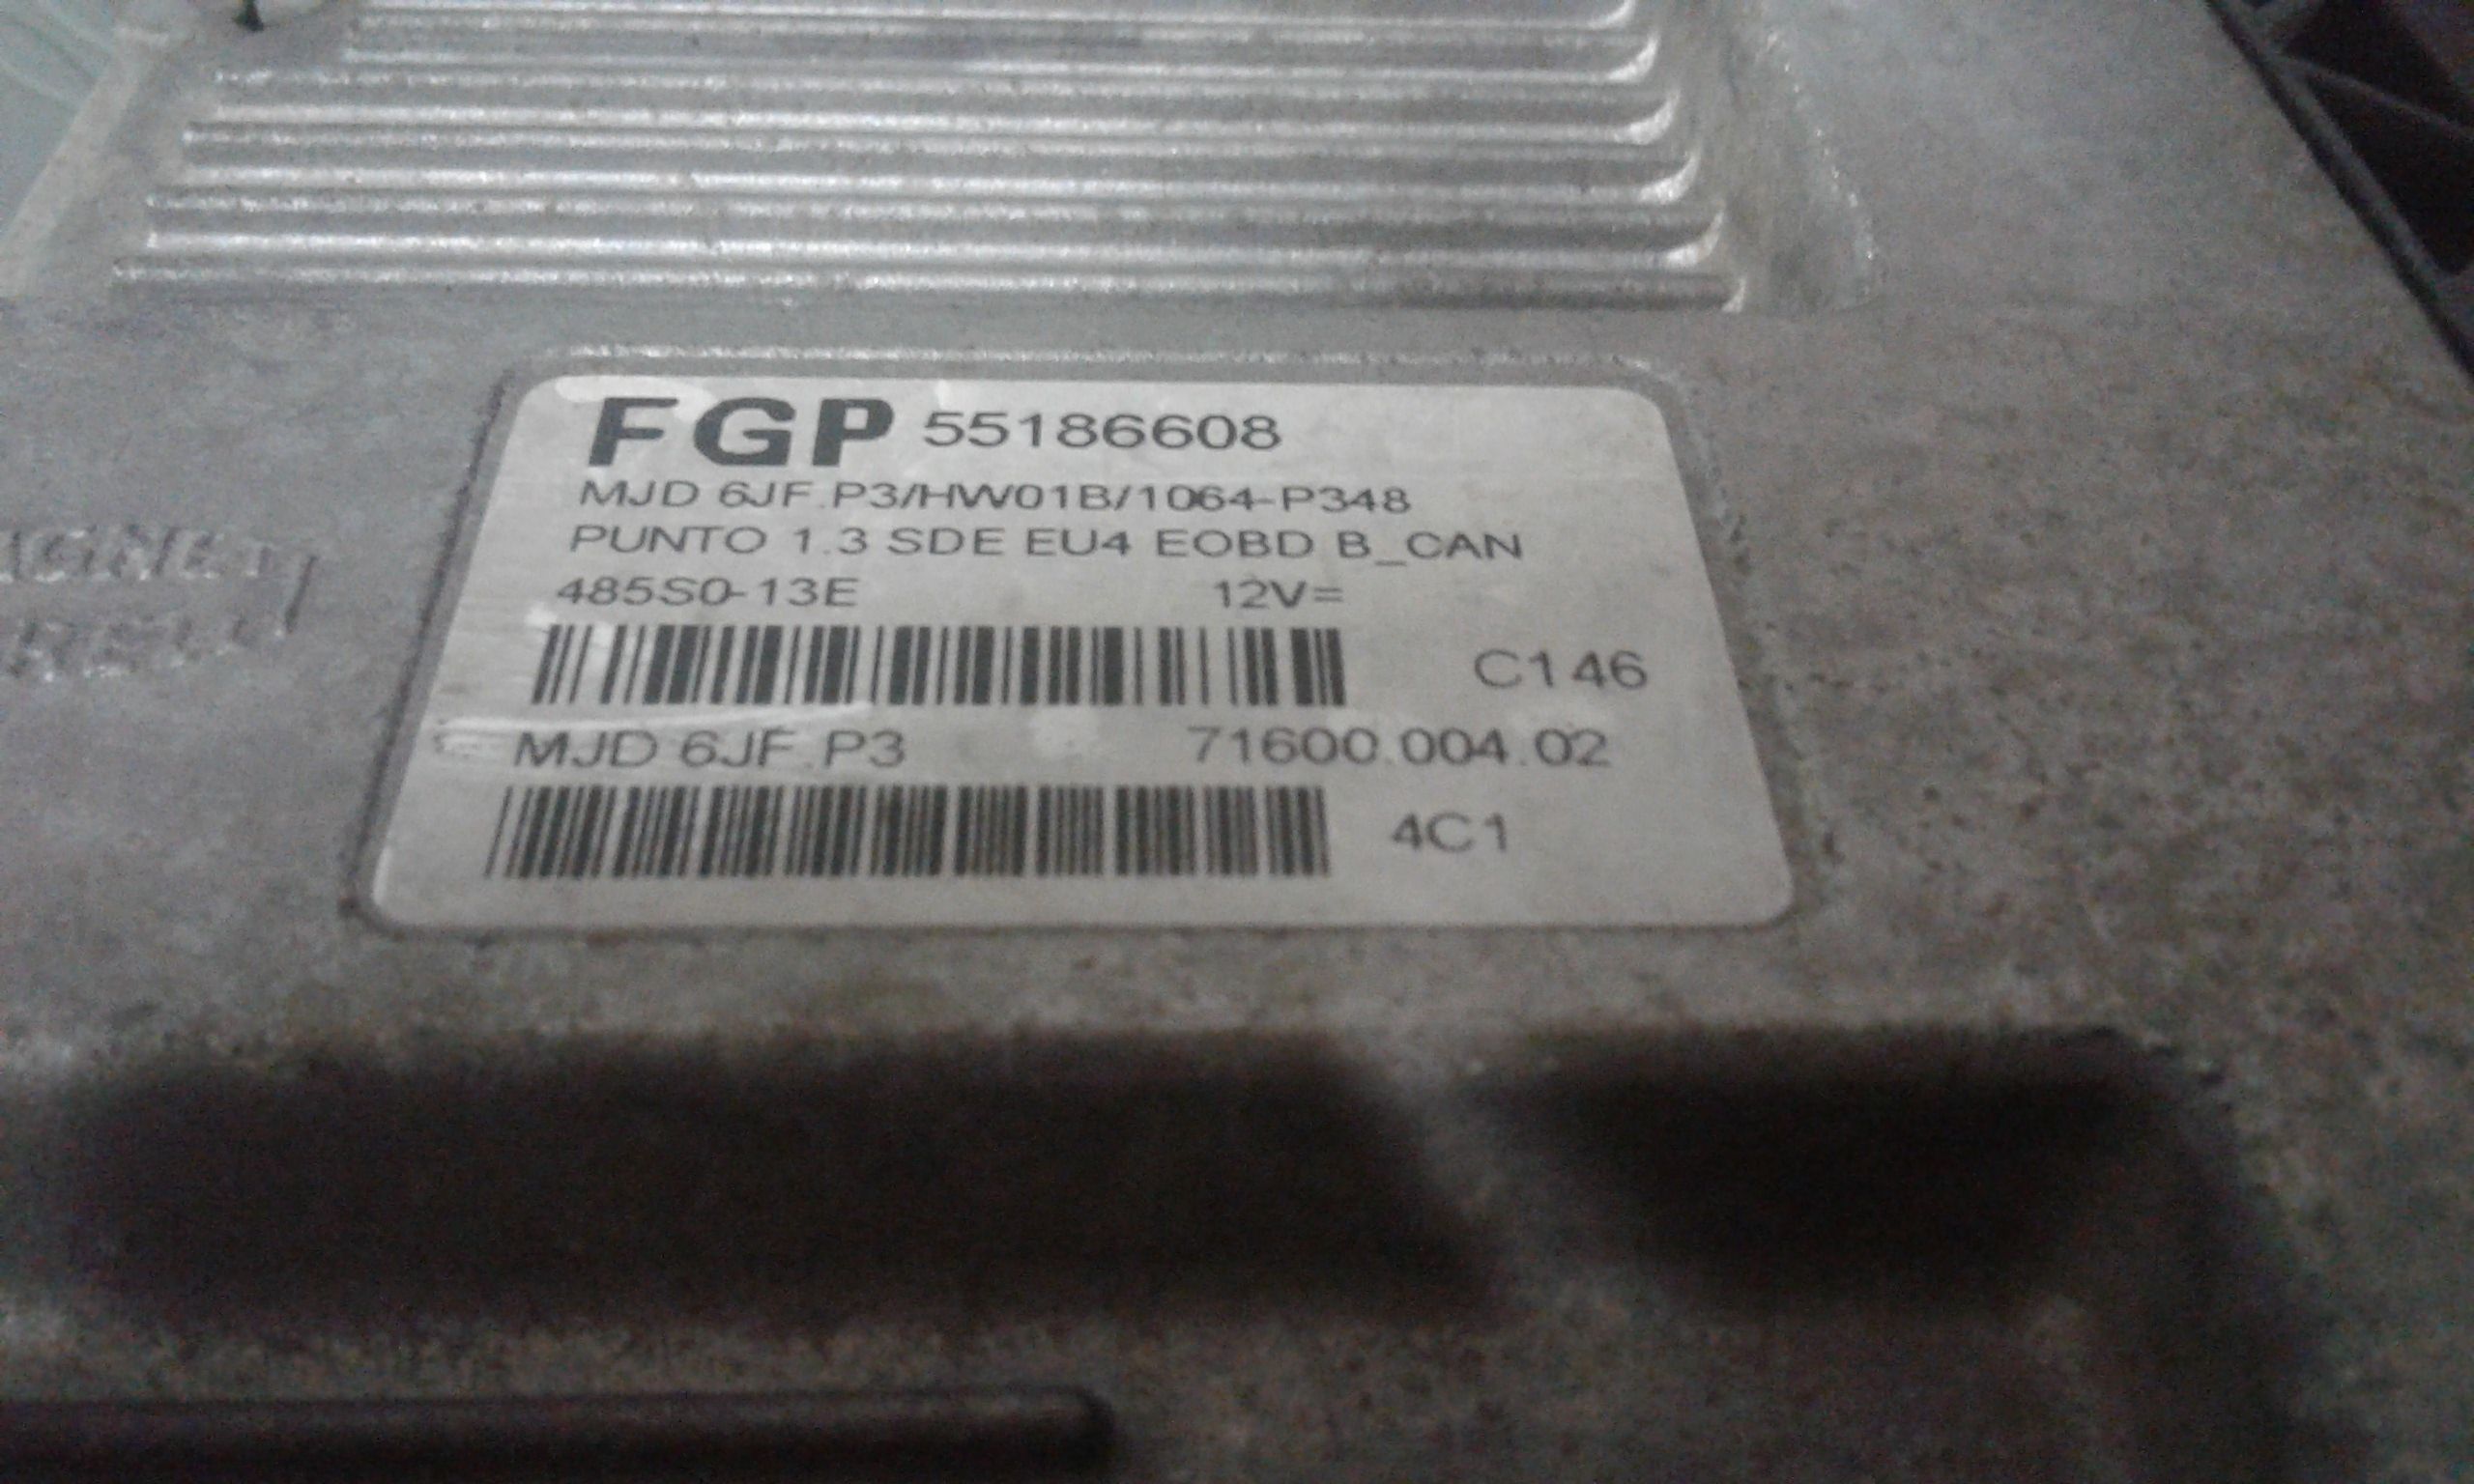 FGP 55186608
MJD 6JF.P3/HW01B/1064-P348
PUNTO 1.3 SDE EU4 EOBD B_CAN
485S0-13E 12V=
C146
MJD 6JF.P3 71600.004.02
4C1